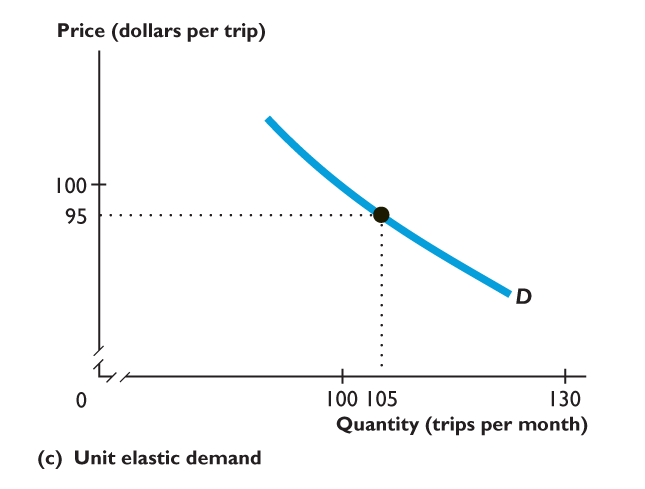 Price (dollars per trip)
100
95
D
0
100 105
130
Quantity (trips per month)
(c) Unit elastic demand